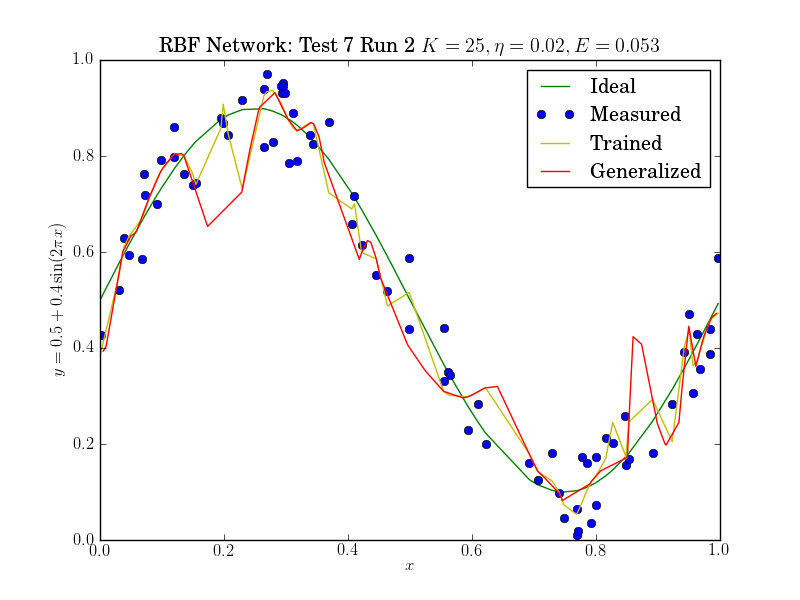 RBF Network: Test 7 Run 2 K = 25, η = 0.02, E = 0.053
Ideal
Measured
Trained
Generalized
y = 0.5 + 0.4 sin(2πx)
1.0
0.8
0.6
0.4
0.2
0.0
0.0 0.2 0.4 0.6 0.8 1.0
x